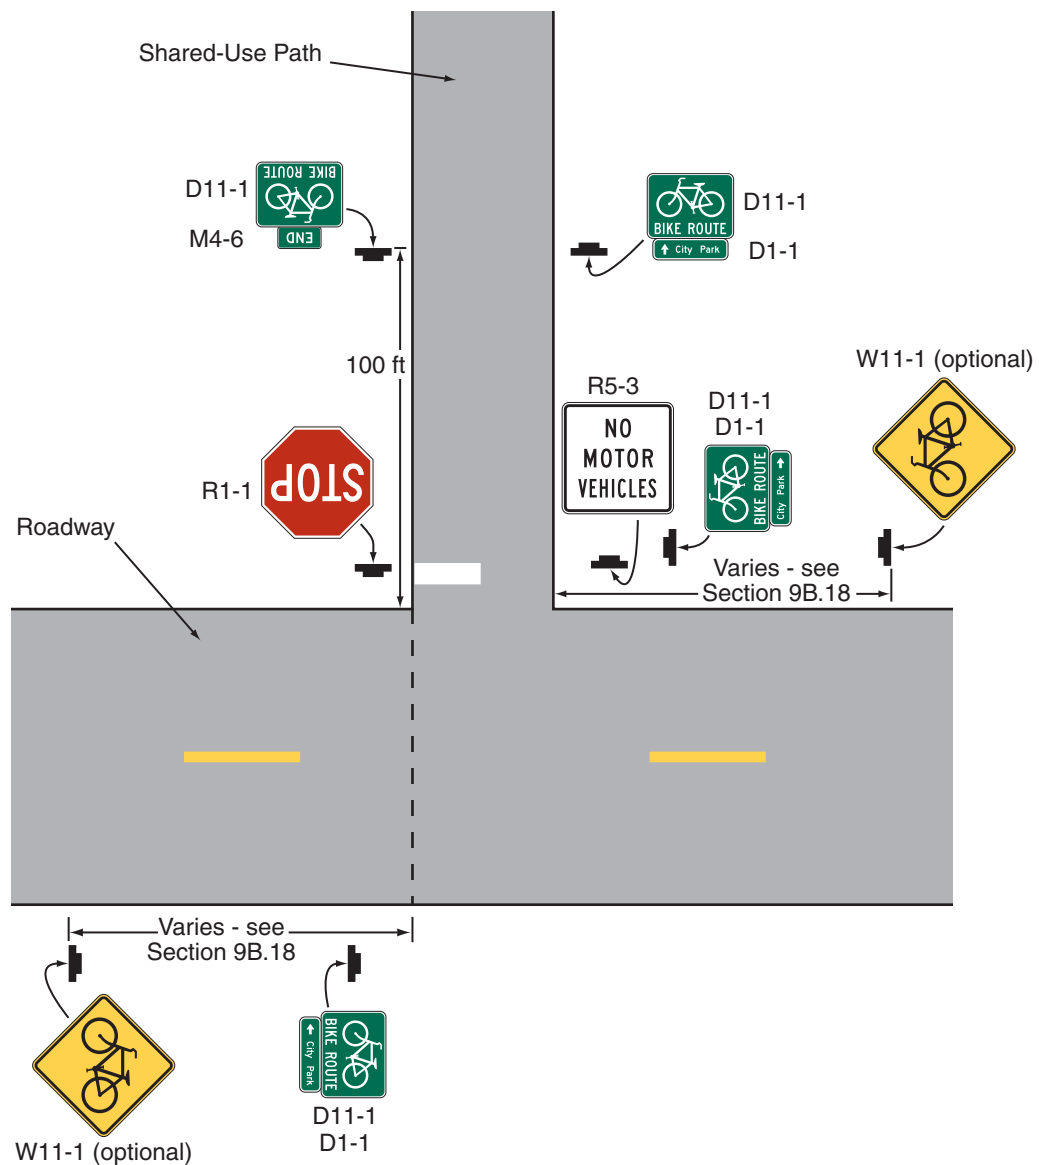 Shared-Use Path
BIKE ROUTE
END
D11-1
M4-6
BIKE ROUTE
↑ City Park
D11-1
D1-1
100 ft
W11-1 (optional)
R5-3
NO
MOTOR
VEHICLES
D11-1
D1-1
BIKE ROUTE
↑ City Park
STOP
R1-1
Roadway
Varies - see
Section 9B.18
Varies - see
Section 9B.18
↑ City Park
BIKE ROUTE
D11-1
D1-1
W11-1 (optional)